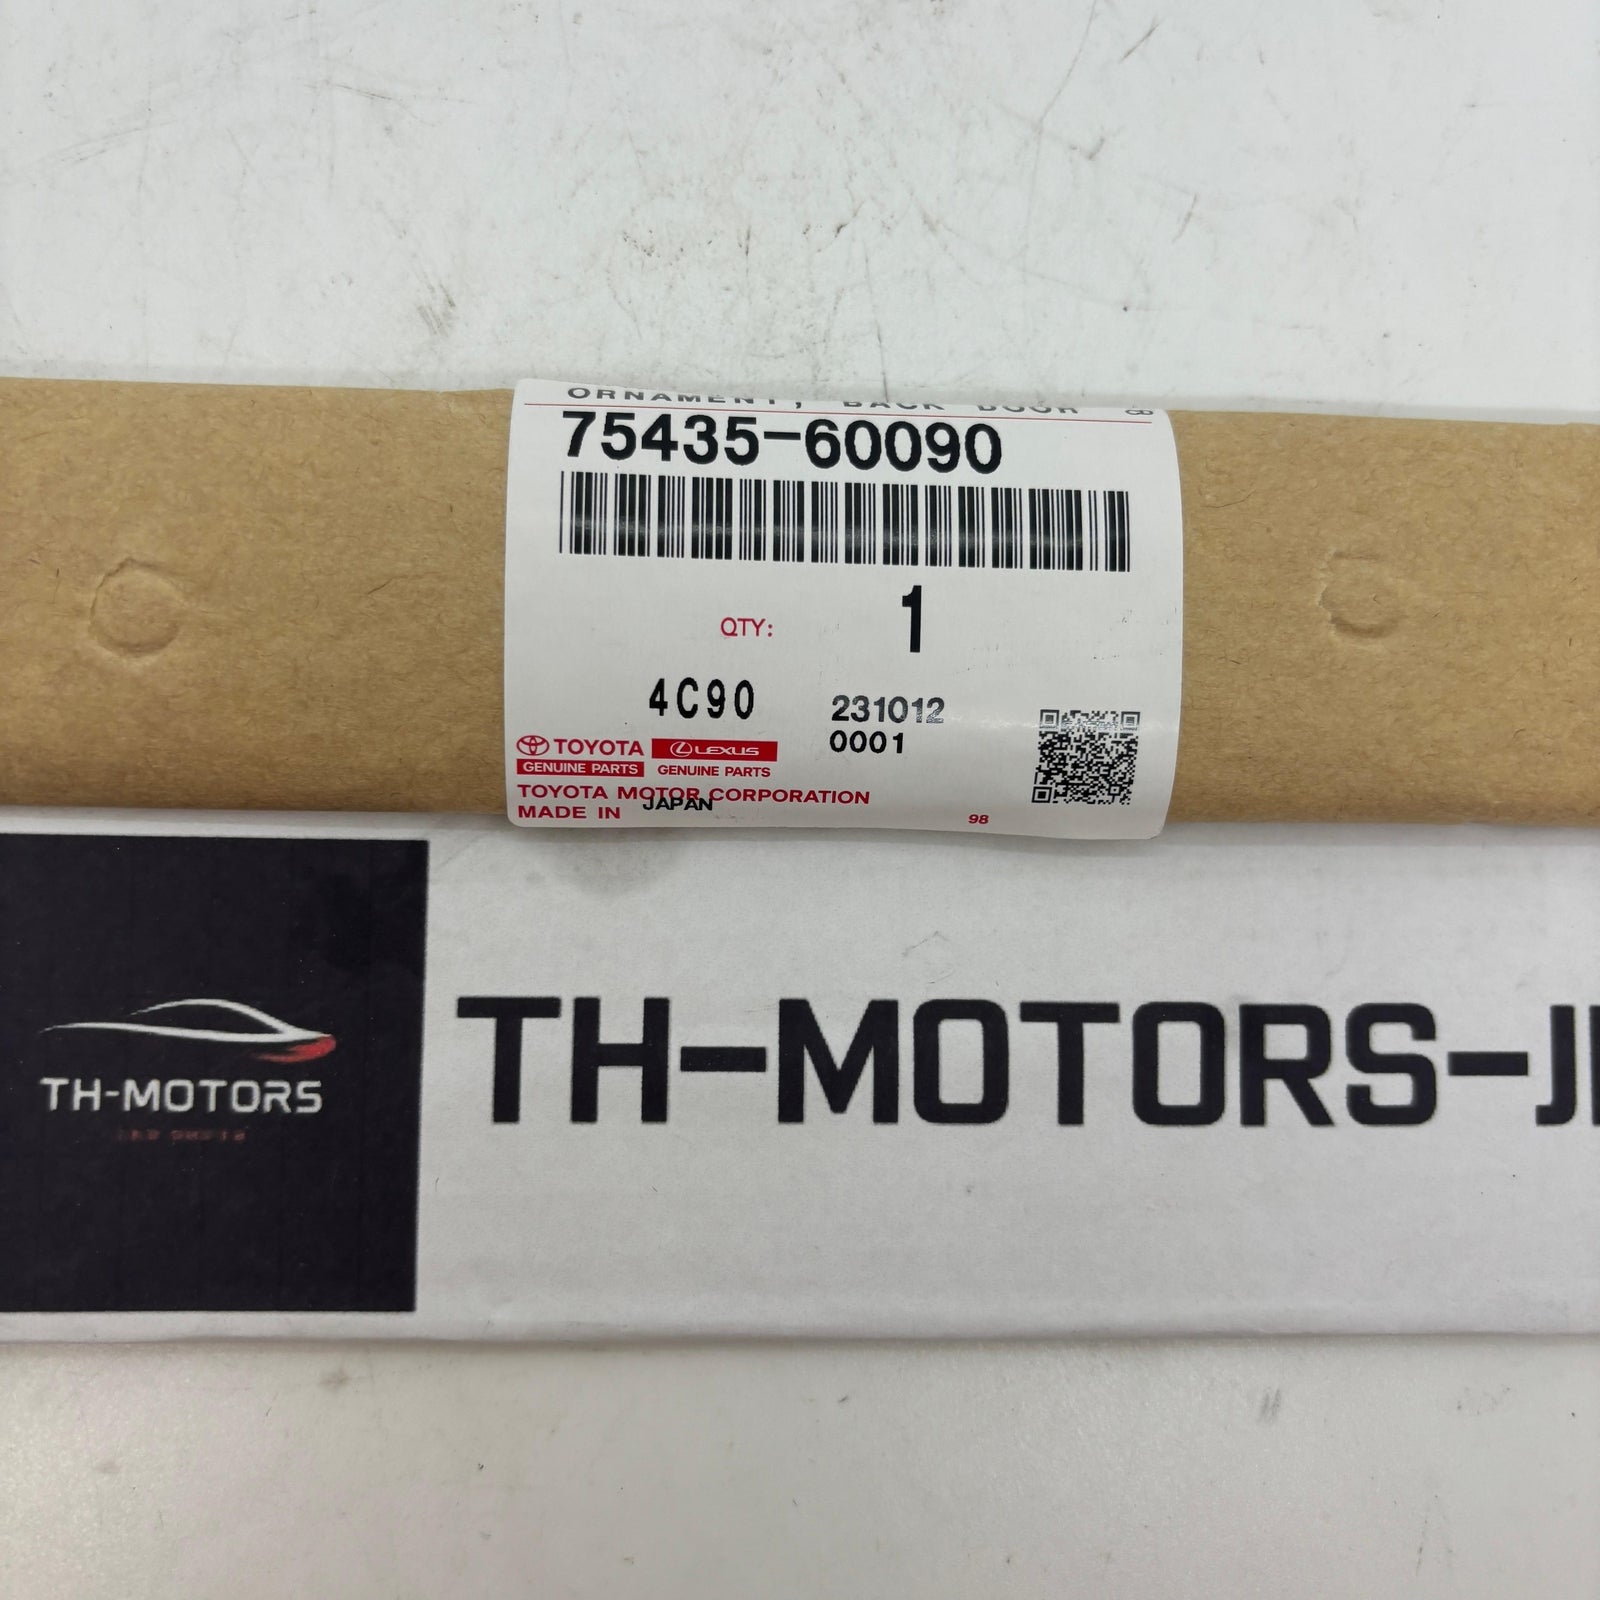 ORNAMENT, BACK DOOR
75435-60090
QTY: 1
4C90 231012
0001
TOYOTA LEXUS
GENUINE PARTS GENUINE PARTS
TOYOTA MOTOR CORPORATION
MADE IN JAPAN 98
TH-MOTORS-J
TH-MOTORS